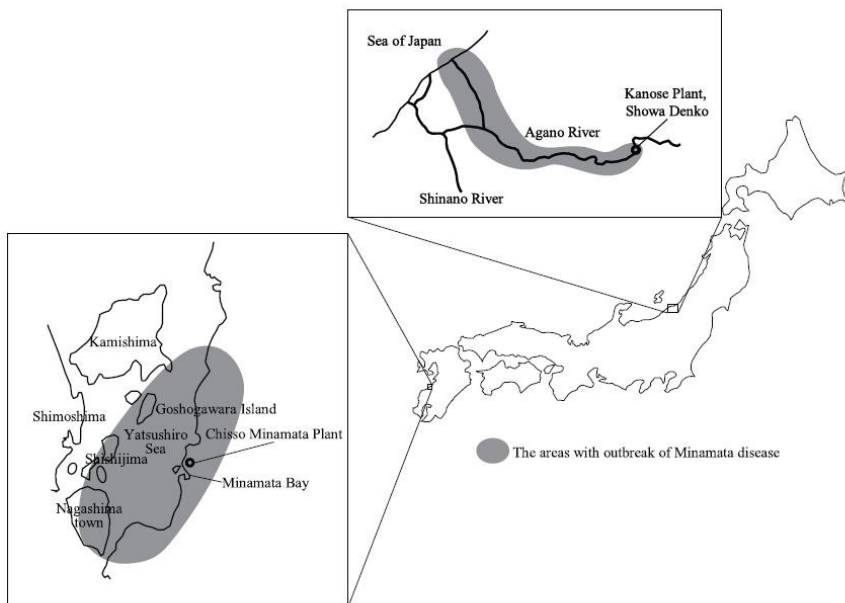 Sea of Japan
Kanose Plant,
Showa Denko
Agano River
Shinano River
Kamishima
Shimoshima
Goshogawara Island
Yatsushiro
Sea
Chisso Minamata Plant
Shishijima
Minamata Bay
Nagashima
town
The areas with outbreak of Minamata disease